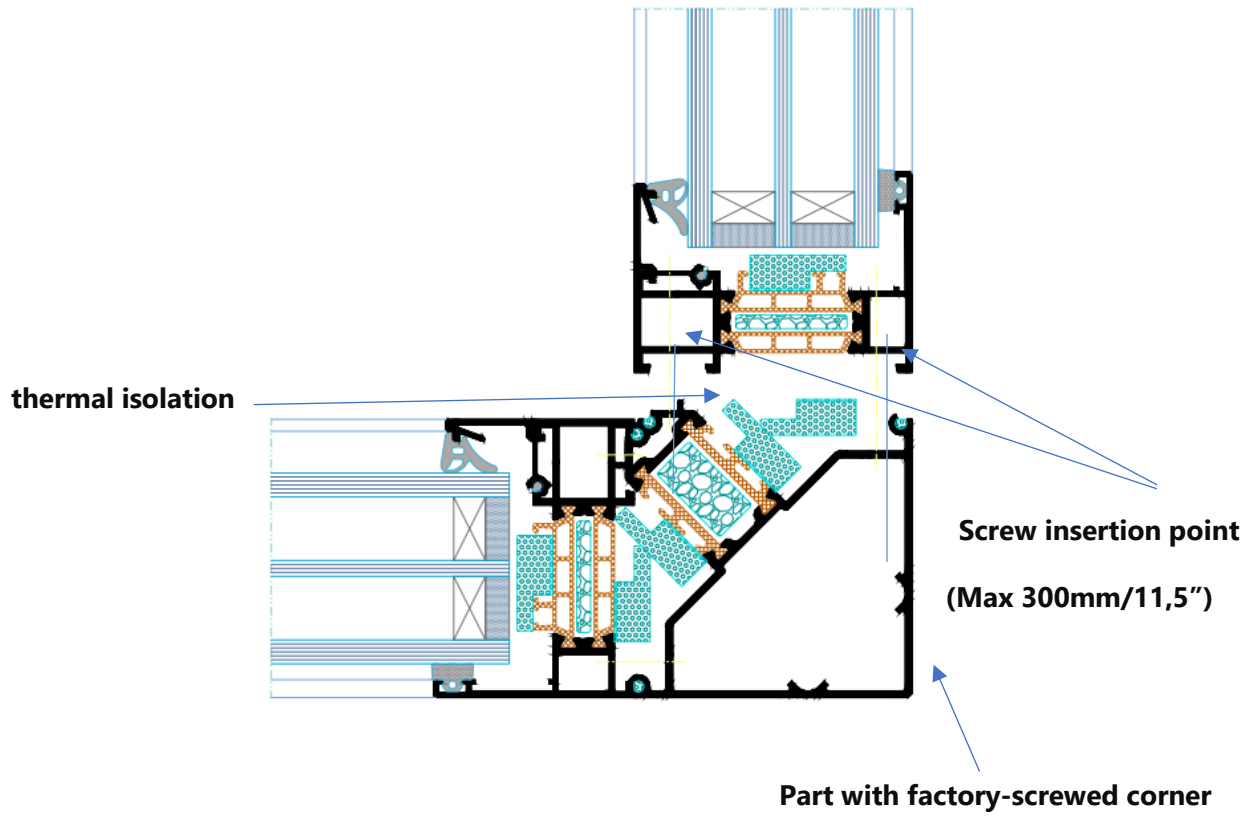 thermal isolation
Screw insertion point
(Max 300mm/11,5”)
Part with factory-screwed corner